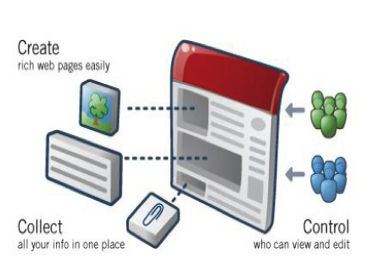 Create
rich web pages easily
Collect
all your info in one place
Control
who can view and edit